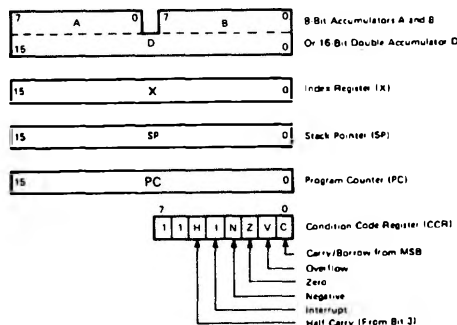 7 A 0 7 B 0
8-Bit Accumulators A and B
15 D 0
Or 16-Bit Double Accumulator D
15 X 0
Index Register (X)
15 SP 0
Stack Pointer (SP)
15 PC 0
Program Counter (PC)
7 0
1 1 H I N Z V C
Condition Code Register (CCR)
Carry/Borrow from MSB
Overflow
Zero
Negative
Interrupt
Half Carry (From Bit 3)